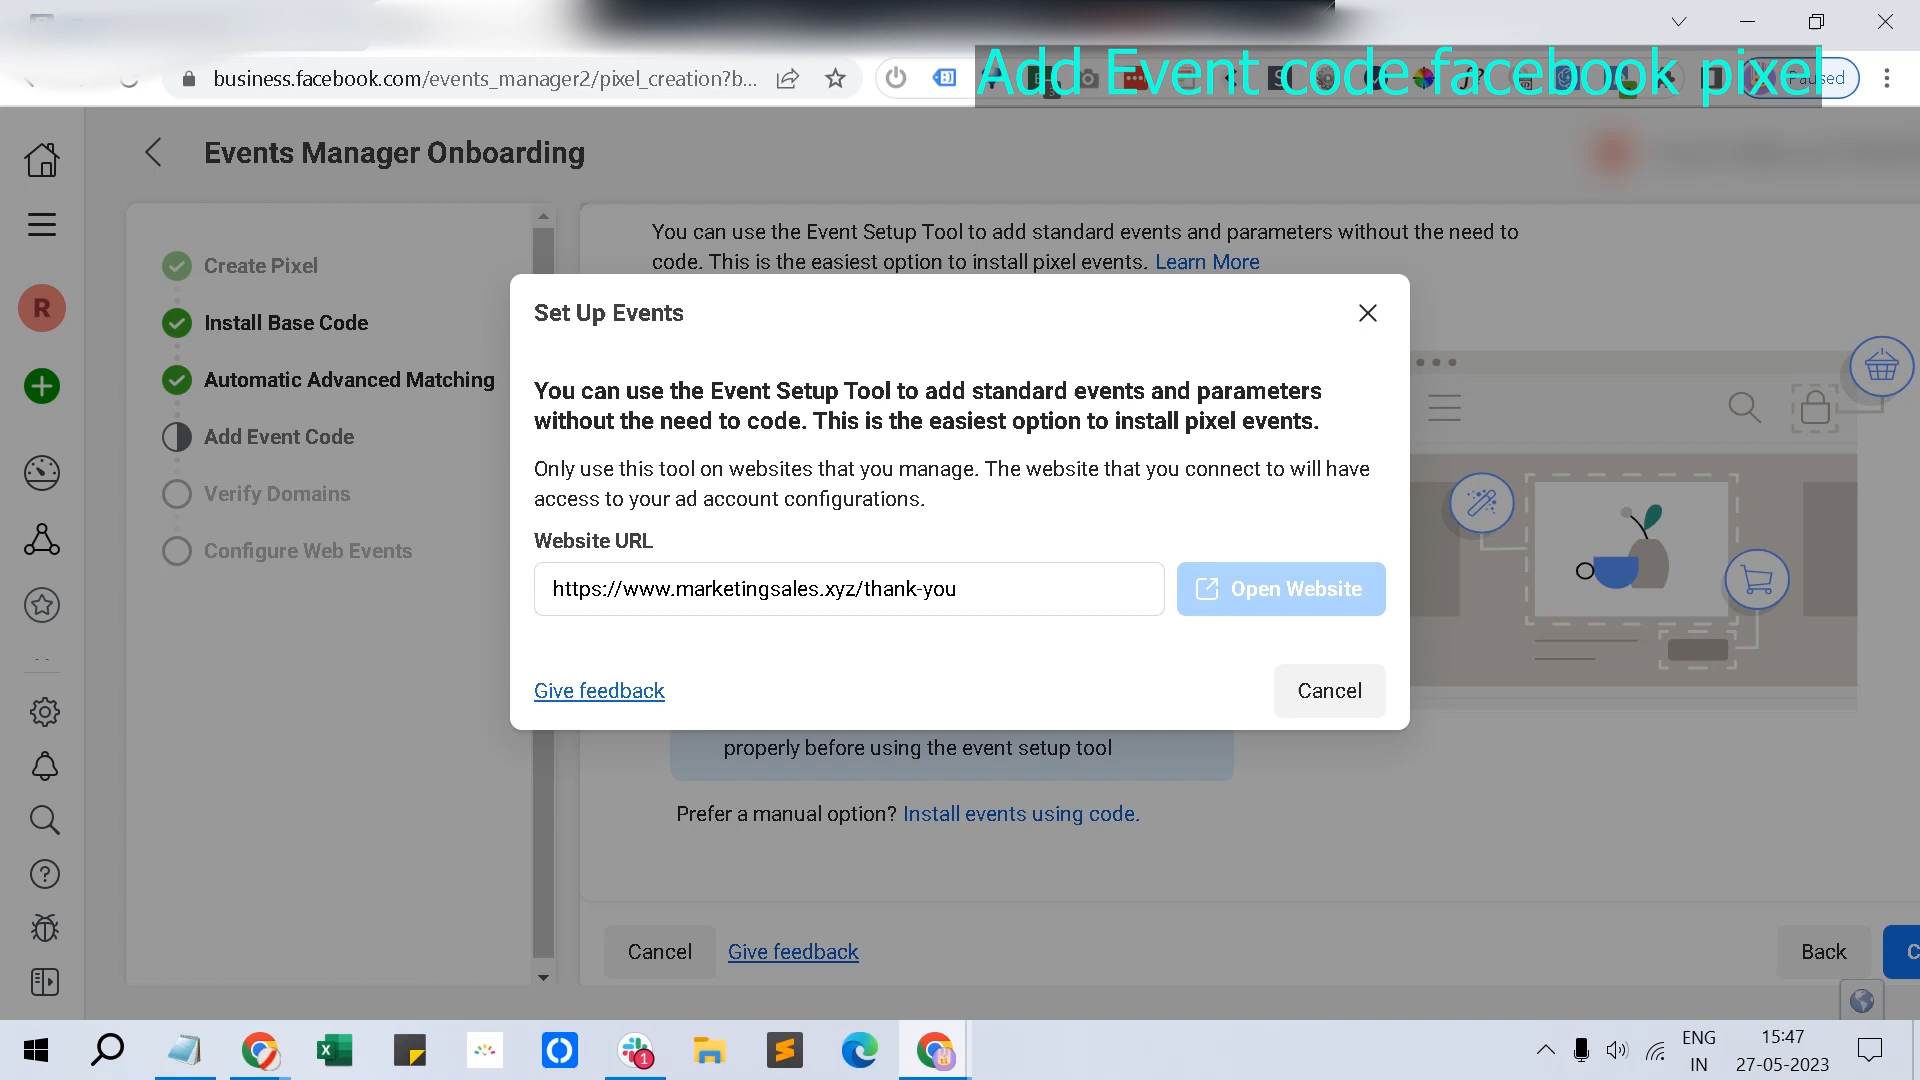 business.facebook.com/events_manager2/pixel_creation?b...
Add Event code facebook pixel
Events Manager Onboarding
R
Create Pixel
Install Base Code
Automatic Advanced Matching
Add Event Code
Verify Domains
Configure Web Events
You can use the Event Setup Tool to add standard events and parameters without the need to
code. This is the easiest option to install pixel events. Learn More
Set Up Events
You can use the Event Setup Tool to add standard events and parameters
without the need to code. This is the easiest option to install pixel events.
Only use this tool on websites that you manage. The website that you connect to will have
access to your ad account configurations.
Website URL
https://www.marketingsales.xyz/thank-you
Open Website
Give feedback
Cancel
properly before using the event setup tool
Prefer a manual option? Install events using code.
Cancel
Give feedback
Back
C
1
ENG
IN
15:47
27-05-2023